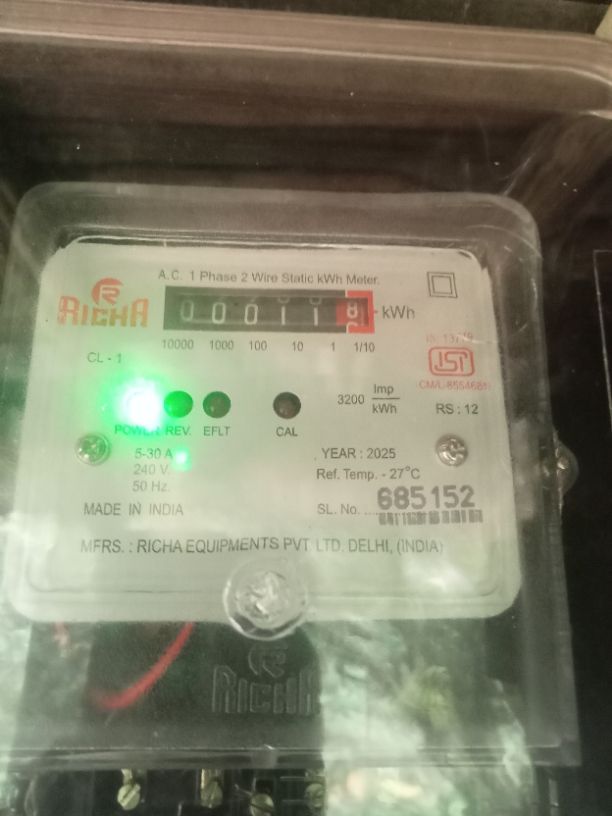 A.C. 1 Phase 2 Wire Static kWh Meter.
RICHA
0 0 0 1 1 8 kWh
10000 1000 100 10 1 1/10
CL - 1
ISI
3200 Imp/kWh
RS : 12
POWER REV. EFLT CAL
5-30 A
240 V.
50 Hz.
YEAR : 2025
Ref. Temp. - 27°C
MADE IN INDIA
SL. No. ....685152
MFRS. : RICHA EQUIPMENTS PVT. LTD. DELHI, (INDIA)
RICHA